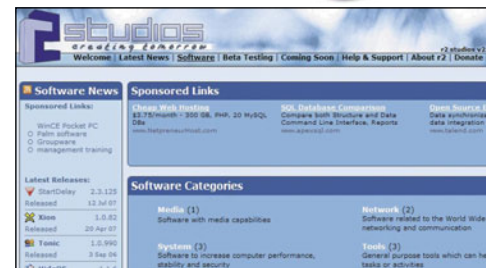 r2 studios
creating tomorrow
r2 studios v2
Welcome | Latest News | Software | Beta Testing | Coming Soon | Help & Support | About r2 | Donate
Software News
Sponsored Links:
WinCE Pocket PC
Palm software
Groupware
management training
Latest Releases:
StartDelay 2.3.125
Released 12 Jul 07
Xion 1.0.82
Released 20 Apr 07
Tonic 1.0.990
Released 3 Sep 06
Sponsored Links
Cheap Web Hosting
$2.75/month - 300 GB, PHP, 20 MySQL
DBs
www.NetpreneurHost.com
SQL Database Comparison
Compare both Structure and Data
Command Line Interface, Reports
www.apexsql.com
Open Source
Data synchronis
data integration
www.talend.com
Software Categories
Media (1)
Software with media capabilities
Network (2)
Software related to the World Wide
networking and communication
System (3)
Software to increase computer performance,
stability and security
Tools (3)
General purpose tools which can he
tasks or activities